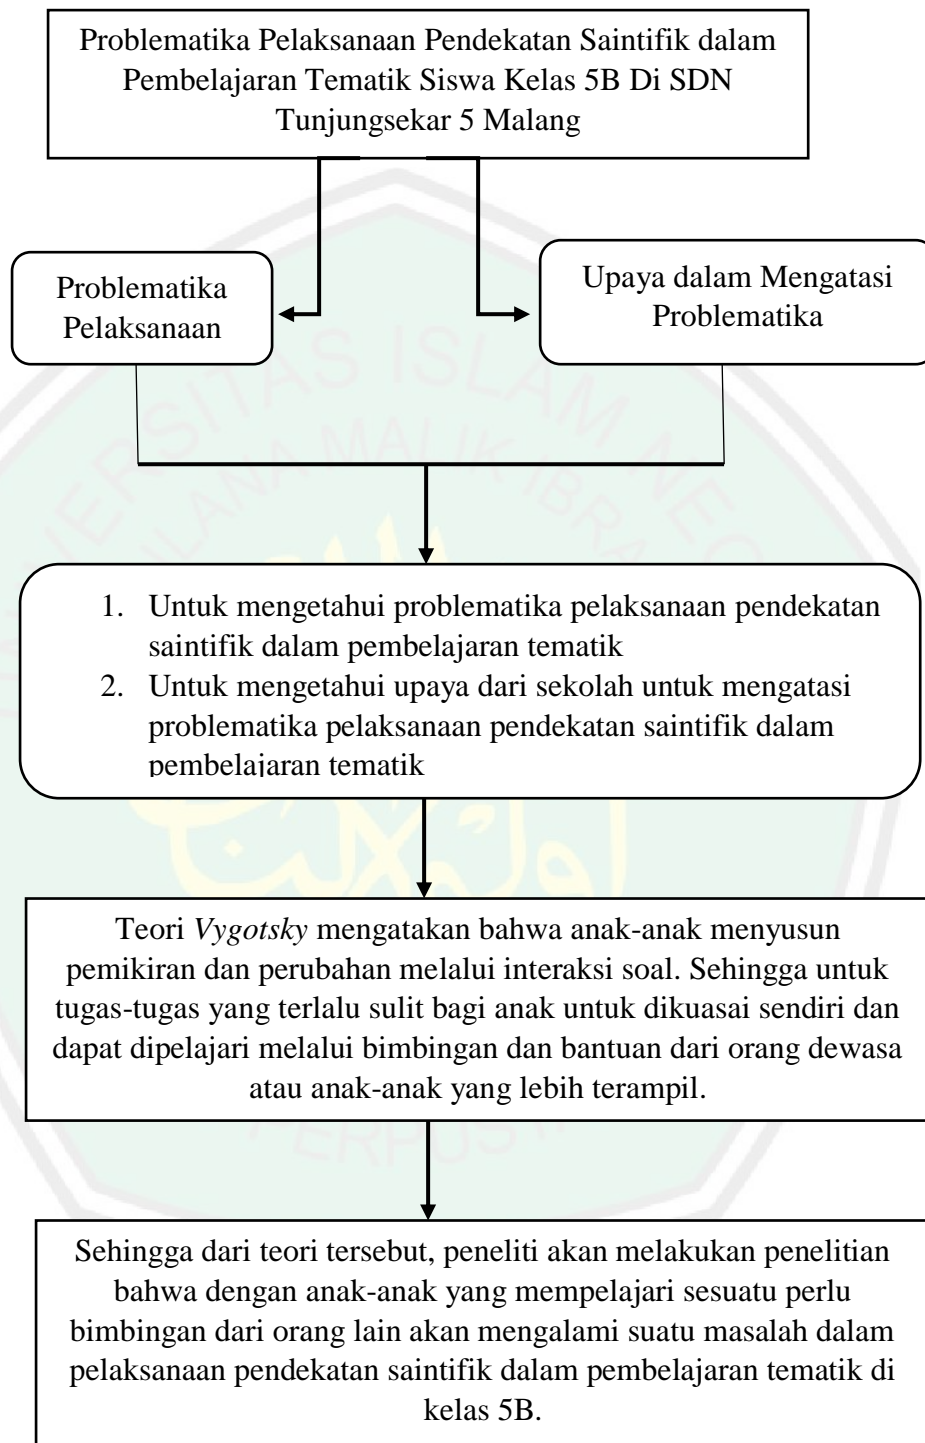 Problematika Pelaksanaan Pendekatan Saintifik dalam
Pembelajaran Tematik Siswa Kelas 5B Di SDN
Tunjungsekar 5 Malang
Problematika
Pelaksanaan
Upaya dalam Mengatasi
Problematika
1. Untuk mengetahui problematika pelaksanaan pendekatan
saintifik dalam pembelajaran tematik
2. Untuk mengetahui upaya dari sekolah untuk mengatasi
problematika pelaksanaan pendekatan saintifik dalam
pembelajaran tematik
Teori Vygotsky mengatakan bahwa anak-anak menyusun
pemikiran dan perubahan melalui interaksi soal. Sehingga untuk
tugas-tugas yang terlalu sulit bagi anak untuk dikuasai sendiri dan
dapat dipelajari melalui bimbingan dan bantuan dari orang dewasa
atau anak-anak yang lebih terampil.
Sehingga dari teori tersebut, peneliti akan melakukan penelitian
bahwa dengan anak-anak yang mempelajari sesuatu perlu
bimbingan dari orang lain akan mengalami suatu masalah dalam
pelaksanaan pendekatan saintifik dalam pembelajaran tematik di
kelas 5B.